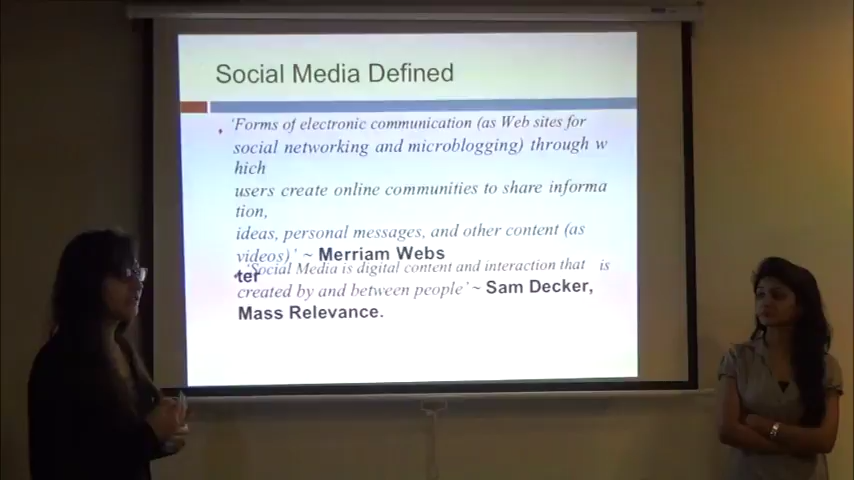 Social Media Defined
‘Forms of electronic communication (as Web sites for
social networking and microblogging) through w
hich
users create online communities to share informa
tion,
ideas, personal messages, and other content (as
videos)’ ~ Merriam Webs
ter
‘Social Media is digital content and interaction that is
created by and between people’ ~ Sam Decker,
Mass Relevance.